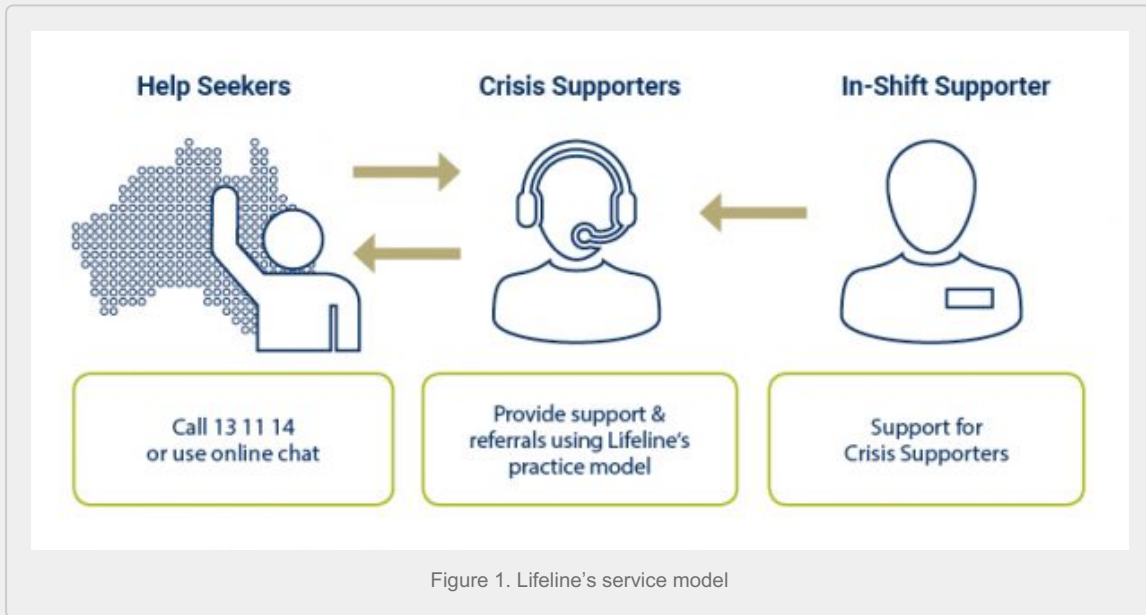 Help Seekers
Crisis Supporters
In-Shift Supporter
Call 13 11 14
or use online chat
Provide support &
referrals using Lifeline's
practice model
Support for
Crisis Supporters
Figure 1. Lifeline’s service model